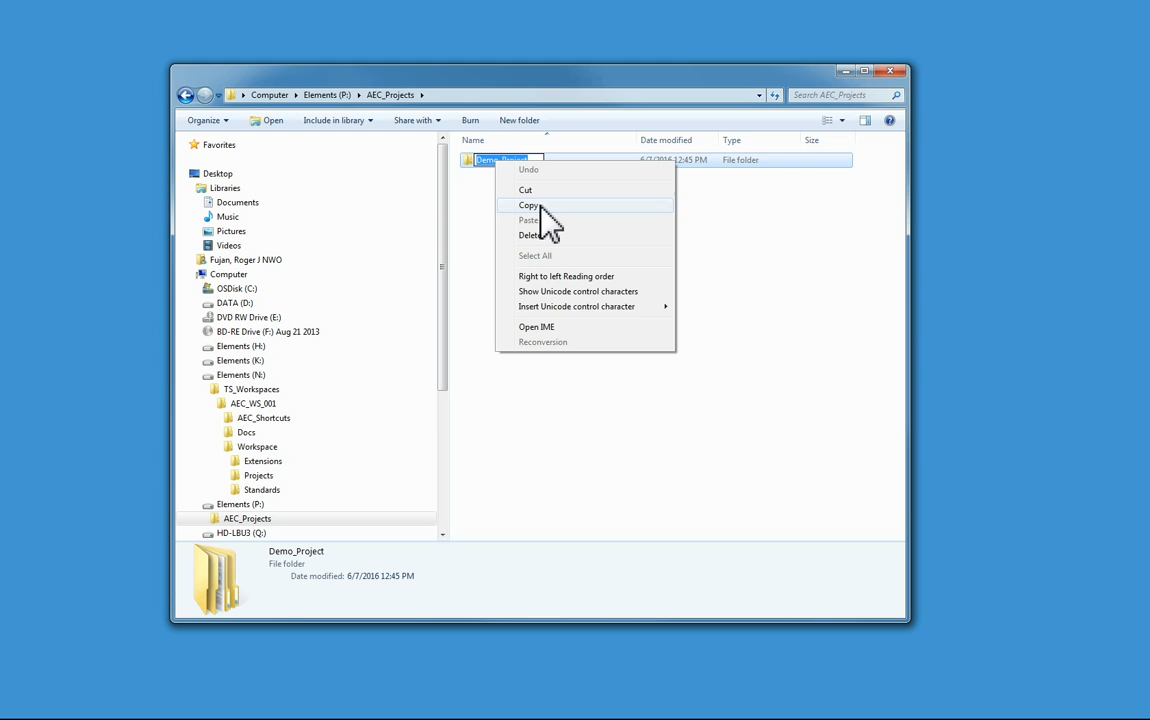 Computer Elements (P:) AEC_Projects
Search AEC_Projects
Organize Open Include in library Share with Burn New folder
Name Date modified Type Size
Demo_Project 6/7/2016 12:45 PM File folder
Undo
Cut
Copy
Paste
Delete
Select All
Right to left Reading order
Show Unicode control characters
Insert Unicode control character
Open IME
Reconversion
Favorites
Desktop
Libraries
Documents
Music
Pictures
Videos
Fujan, Roger J NWO
Computer
OSDisk (C:)
DATA (D:)
DVD RW Drive (E:)
BD-RE Drive (F:) Aug 21 2013
Elements (H:)
Elements (K:)
Elements (N:)
TS_Workspaces
AEC_WS_001
AEC_Shortcuts
Docs
Workspace
Extensions
Projects
Standards
Elements (P:)
AEC_Projects
HD-LBU3 (Q:)
Demo_Project
File folder
Date modified: 6/7/2016 12:45 PM